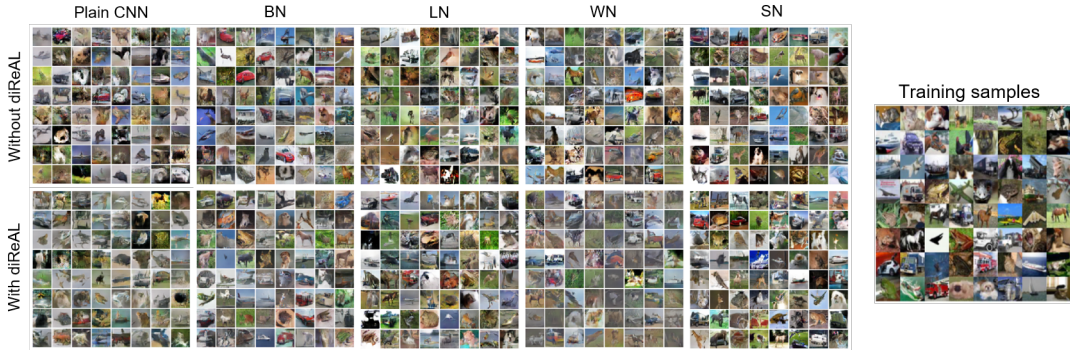 Plain CNN BN LN WN SN
Without diReAL
Training samples
With diReAL